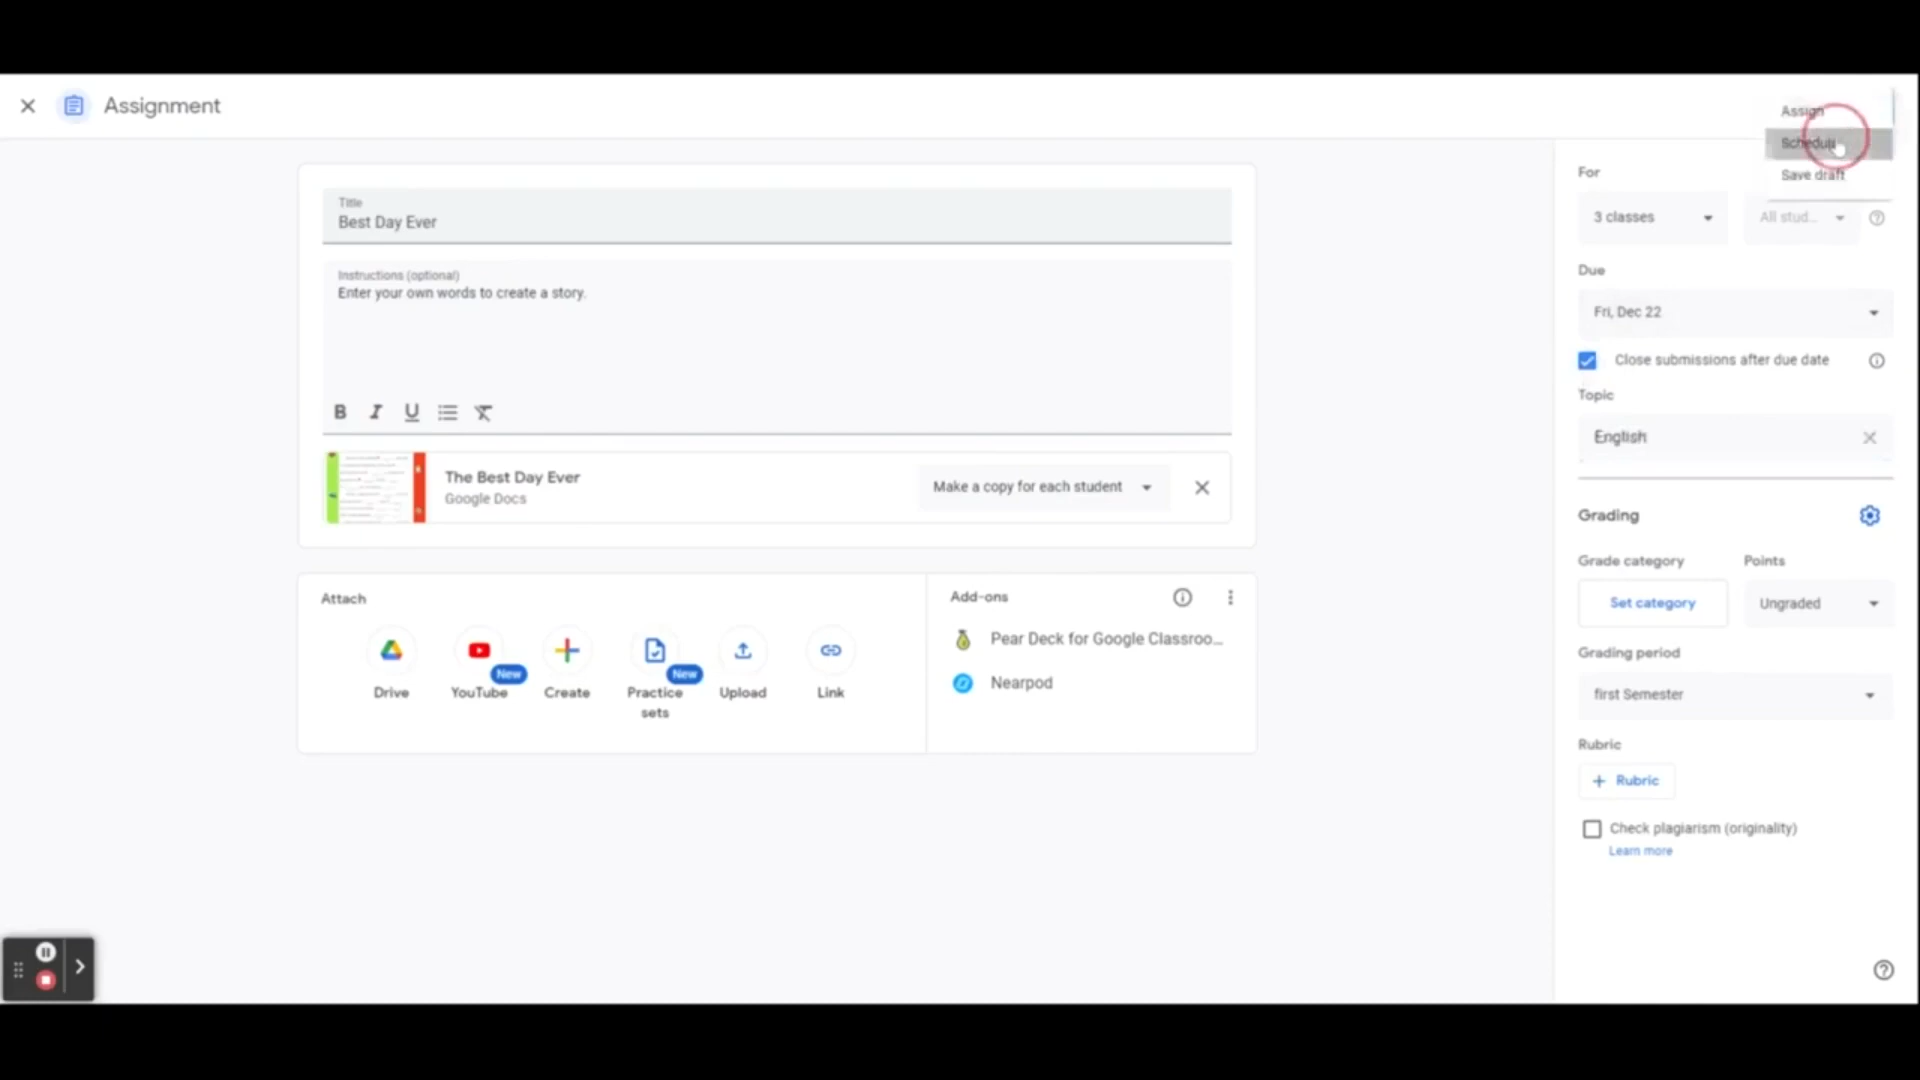 Assignment
Assign
Schedule
Save draft
Title
Best Day Ever
Instructions (optional)
Enter your own words to create a story.
B I U
The Best Day Ever
Google Docs
Make a copy for each student
Attach
Drive
YouTube
New
Create
Practice
sets
New
Upload
Link
Add-ons
Pear Deck for Google Classroo...
Nearpod
For
3 classes
All stud...
Due
Fri, Dec 22
Close submissions after due date
Topic
English
Grading
Grade category
Points
Set category
Ungraded
Grading period
first Semester
Rubric
+ Rubric
Check plagiarism (originality)
Learn more